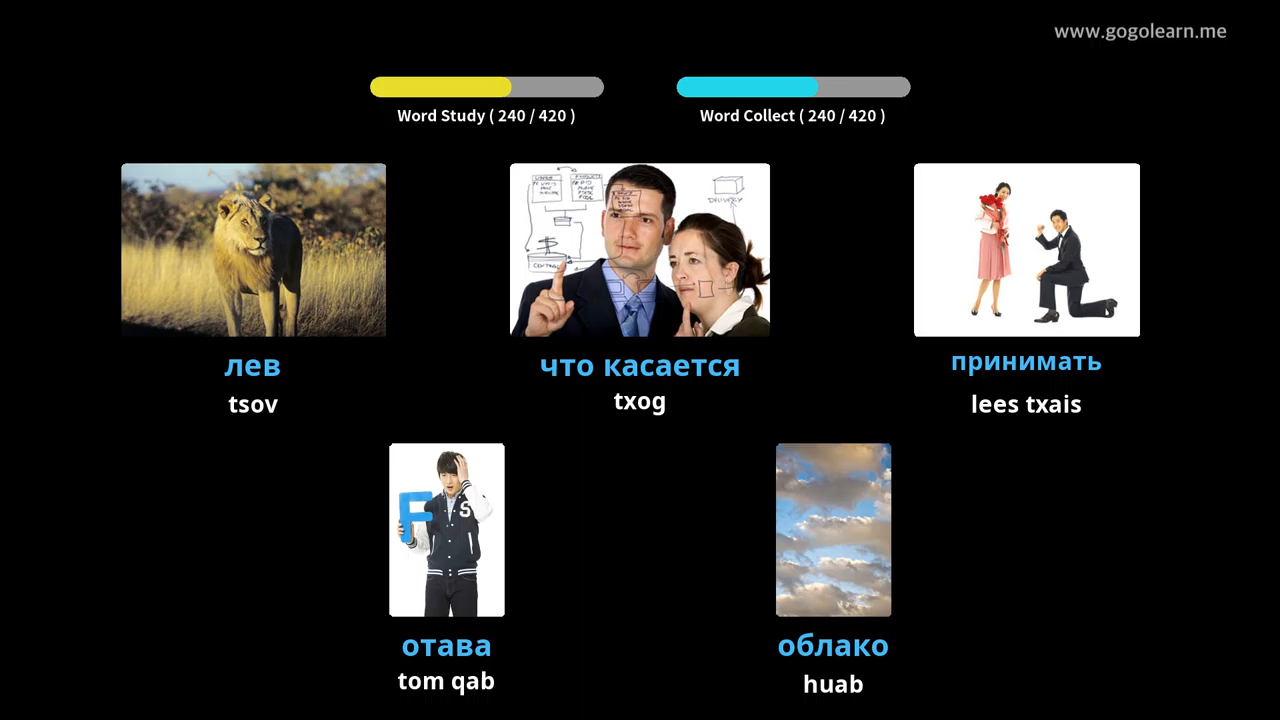 www.gogolearn.me
Word Study ( 240 / 420 )
Word Collect ( 240 / 420 )
DELIVERY
лев
что касается
принимать
tsov
txog
lees txais
F
S
отава
облако
tom qab
huab